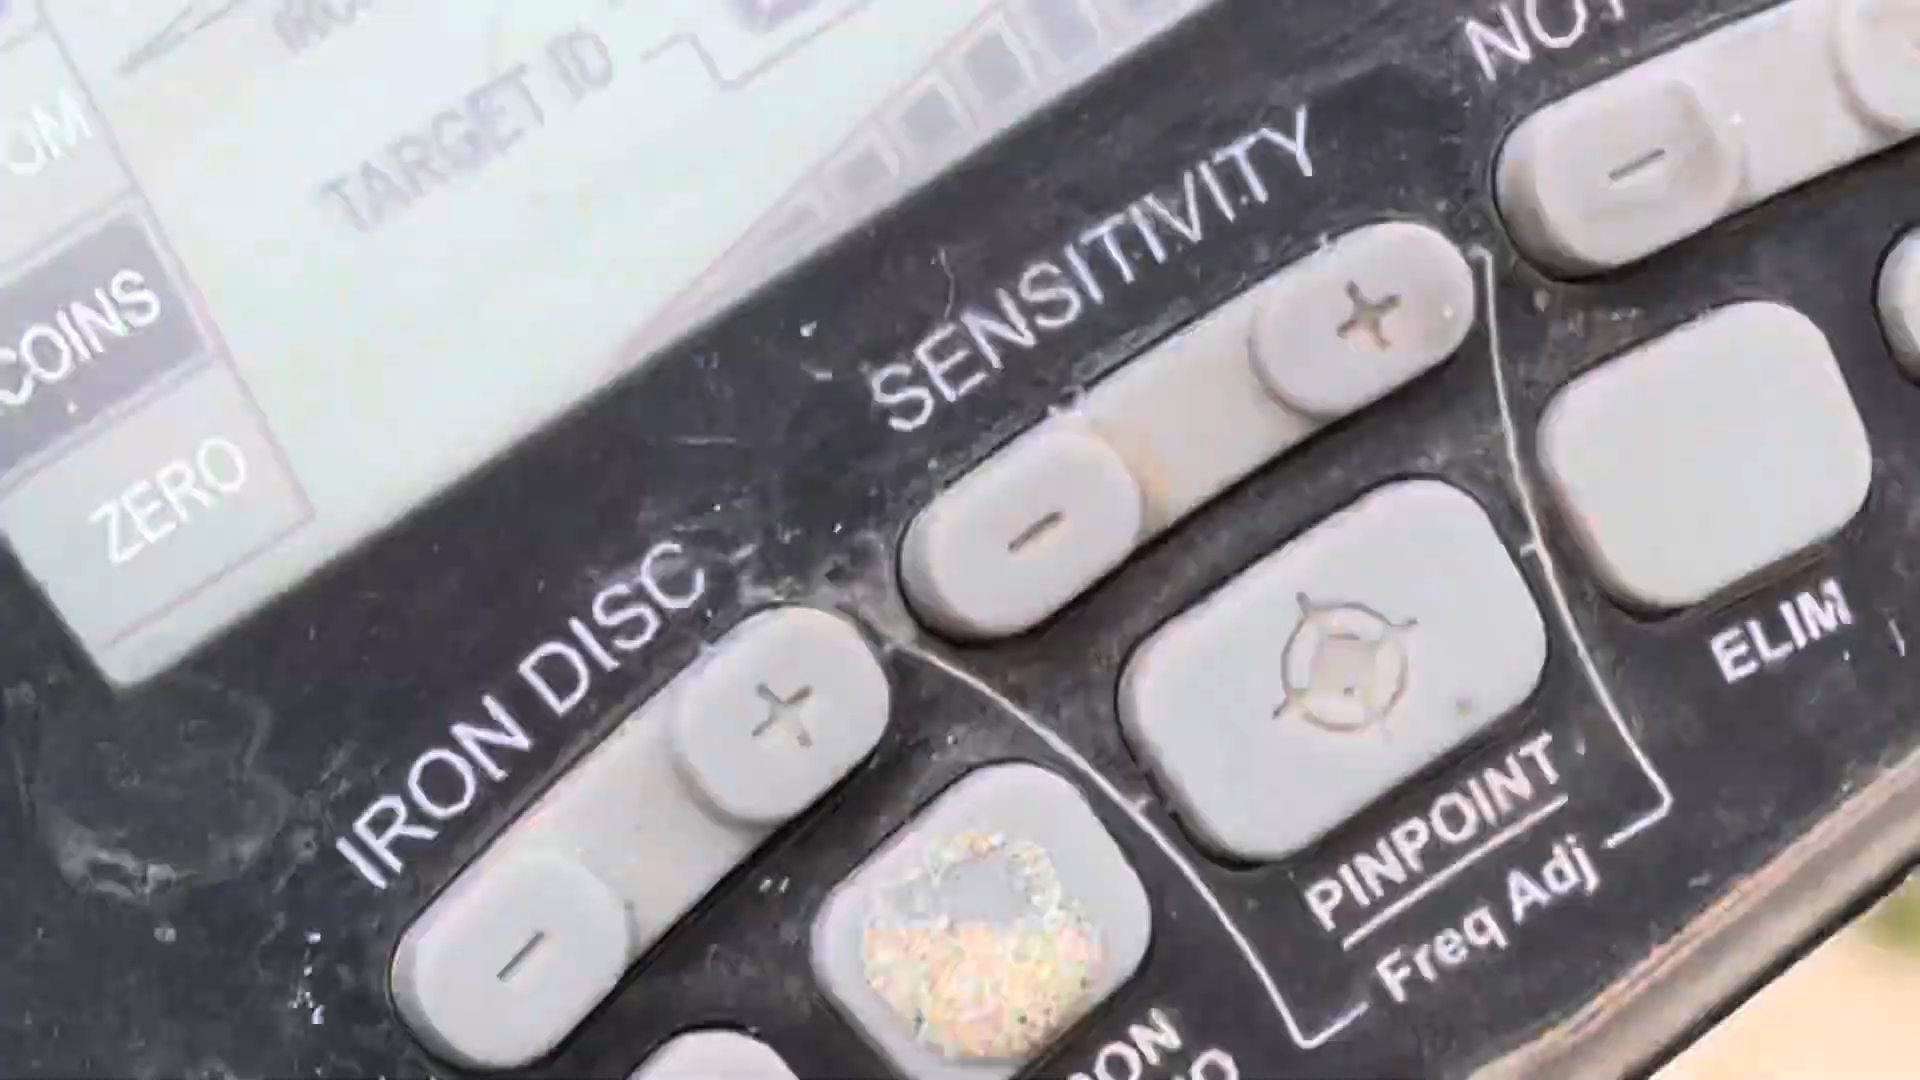 TARGET ID
COINS
ZERO
SENSITIVITY
IRON DISC
ELIM
PINPOINT
Freq Adj